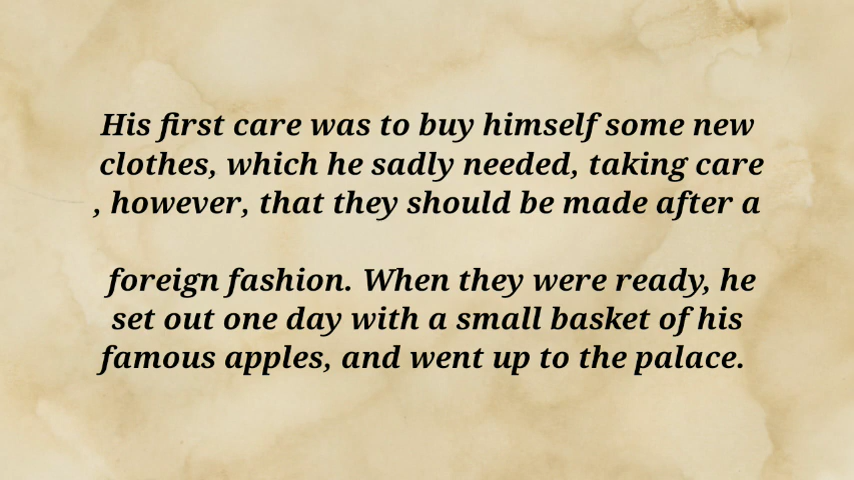 His first care was to buy himself some new
clothes, which he sadly needed, taking care
, however, that they should be made after a
foreign fashion. When they were ready, he
set out one day with a small basket of his
famous apples, and went up to the palace.